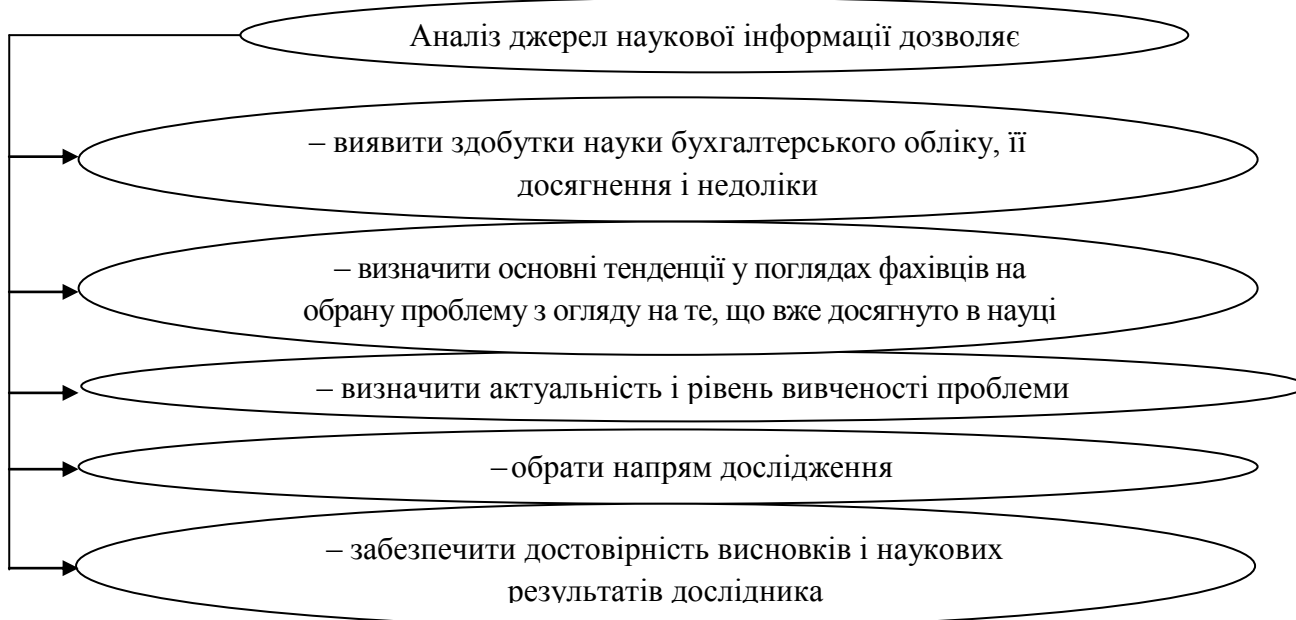 Аналіз джерел наукової інформації дозволяє
– виявити здобутки науки бухгалтерського обліку, її
досягнення і недоліки
– визначити основні тенденції у поглядах фахівців на
обрану проблему з огляду на те, що вже досягнуто в науці
– визначити актуальність і рівень вивченості проблеми
– обрати напрям дослідження
– забезпечити достовірність висновків і наукових
результатів дослідника